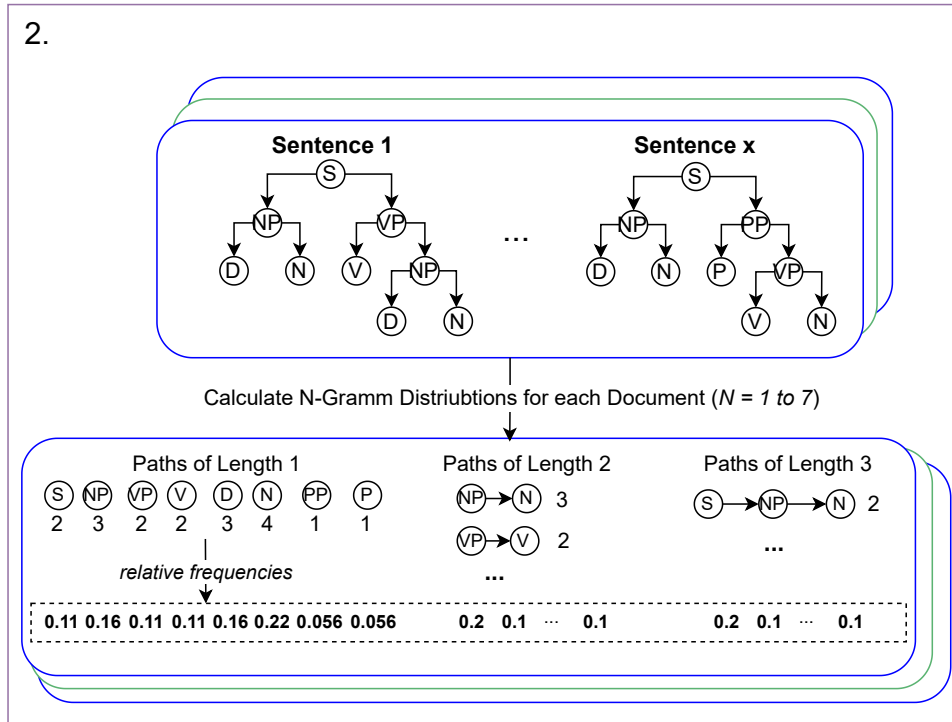 2.
Sentence 1
Sentence x
S
S
NP
VP
...
NP
PP
D
N
V
NP
D
N
P
VP
D
N
V
N
Calculate N-Gramm Distriubtions for each Document (N = 1 to 7)
Paths of Length 1
Paths of Length 2
Paths of Length 3
S NP VP V D N PP P
2 3 2 2 3 4 1 1
NP N 3
VP V 2
...
S NP N 2
...
relative frequencies
0.11 0.16 0.11 0.11 0.16 0.22 0.056 0.056
0.2 0.1 ... 0.1
0.2 0.1 ... 0.1